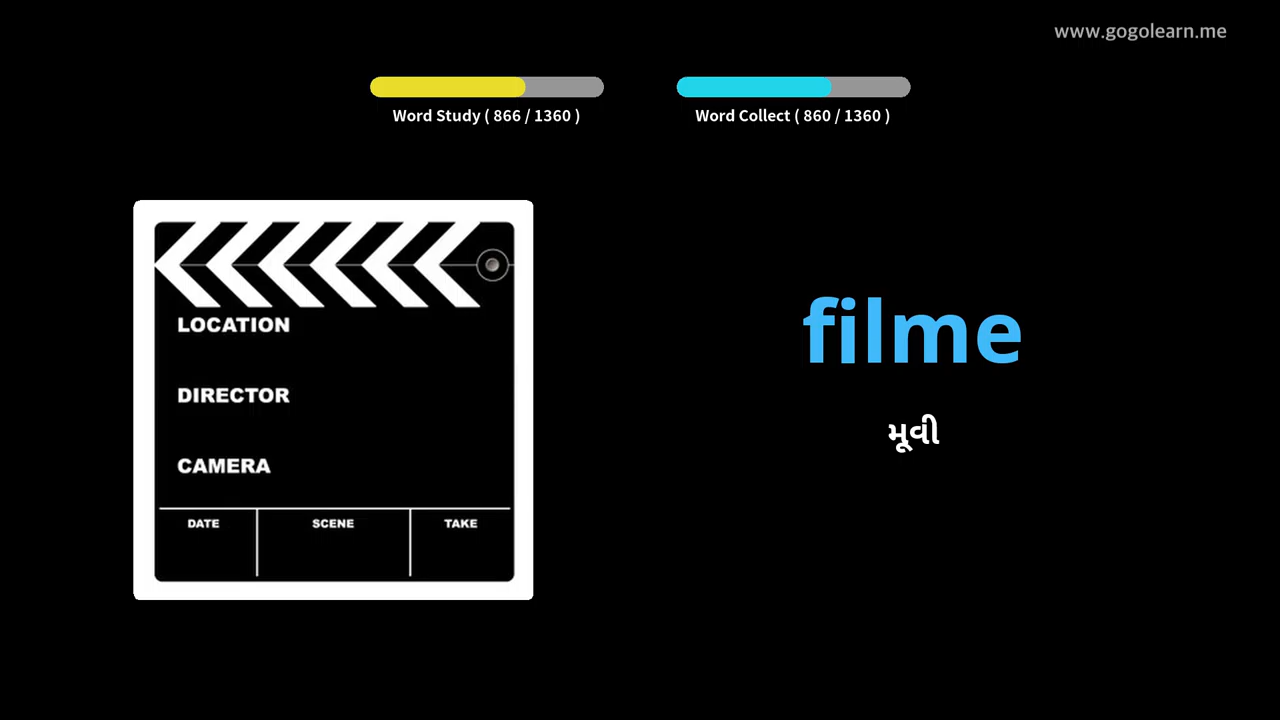 www.gogolearn.me
Word Study ( 866 / 1360 )
Word Collect ( 860 / 1360 )
LOCATION
DIRECTOR
CAMERA
DATE SCENE TAKE
filme
મૂવી